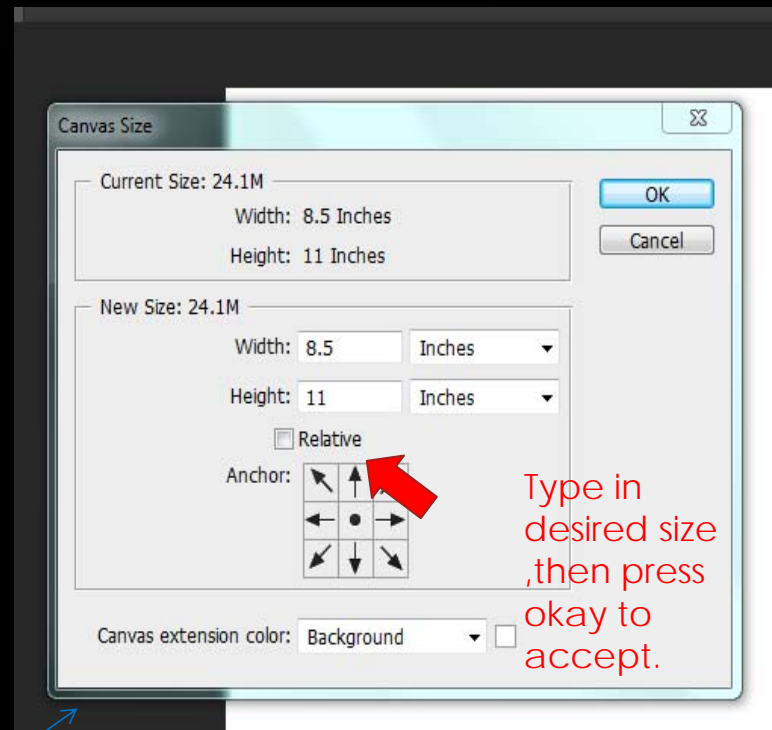 Canvas Size
Current Size: 24.1M
Width: 8.5 Inches
Height: 11 Inches
OK
Cancel
New Size: 24.1M
Width: 8.5 Inches
Height: 11 Inches
Relative
Anchor:
Type in
desired size
,then press
okay to
accept.
Canvas extension color: Background